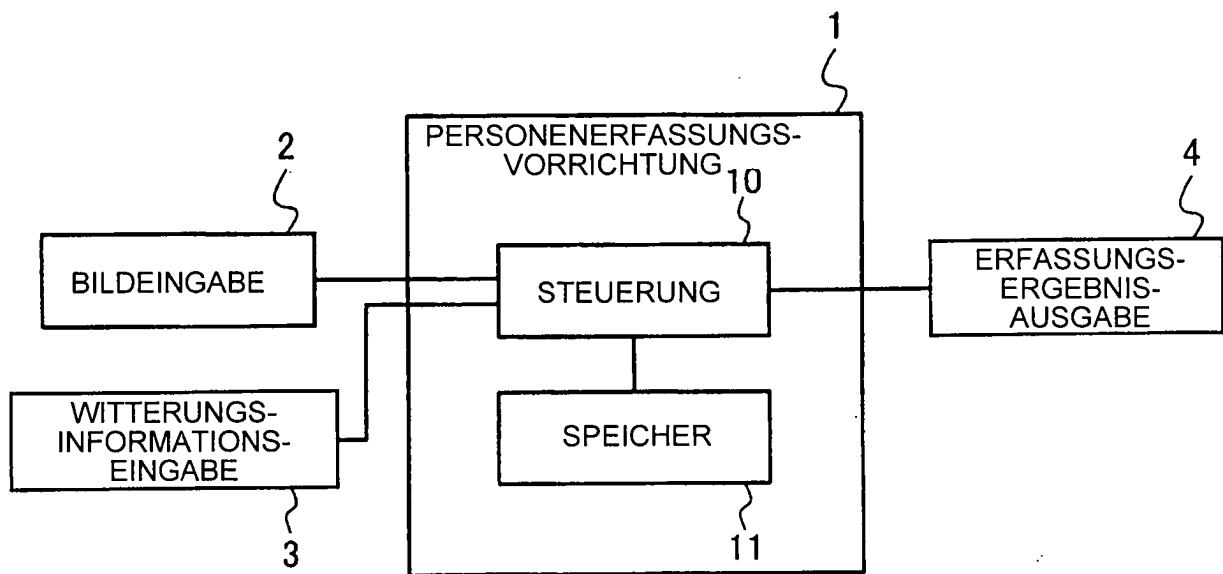 1
PERSONENERFASSUNGS-
VORRICHTUNG
2
10
4
BILDEINGABE
STEUERUNG
ERFASSUNGS-
ERGEBNIS-
AUSGABE
WITTERUNGS-
INFORMATIONS-
EINGABE
SPEICHER
3
11